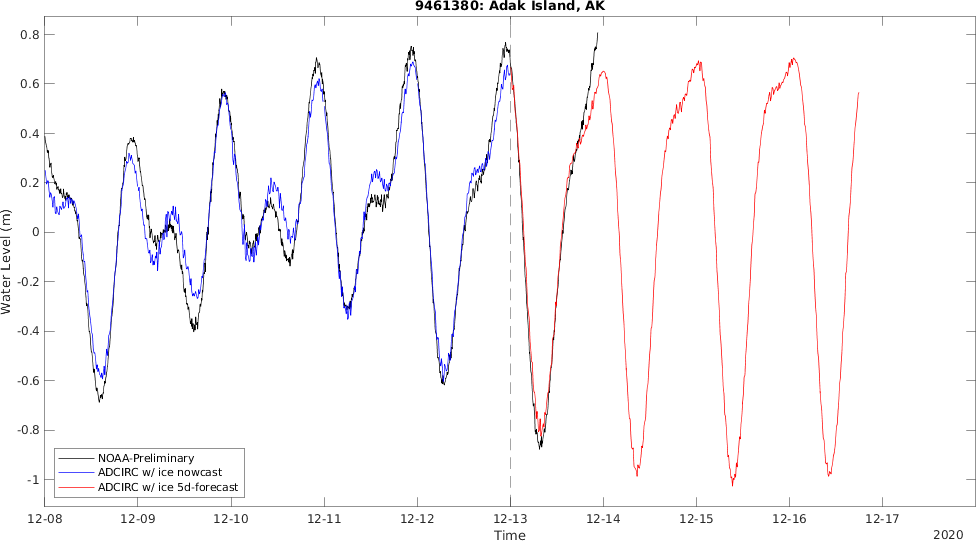 9461380: Adak Island, AK
0.8
0.6
0.4
0.2
0
-0.2
-0.4
-0.6
-0.8
-1
Water Level (m)
NOAA-Preliminary
ADCIRC w/ ice nowcast
ADCIRC w/ ice 5d-forecast
12-08 12-09 12-10 12-11 12-12 12-13 12-14 12-15 12-16 12-17
Time
2020